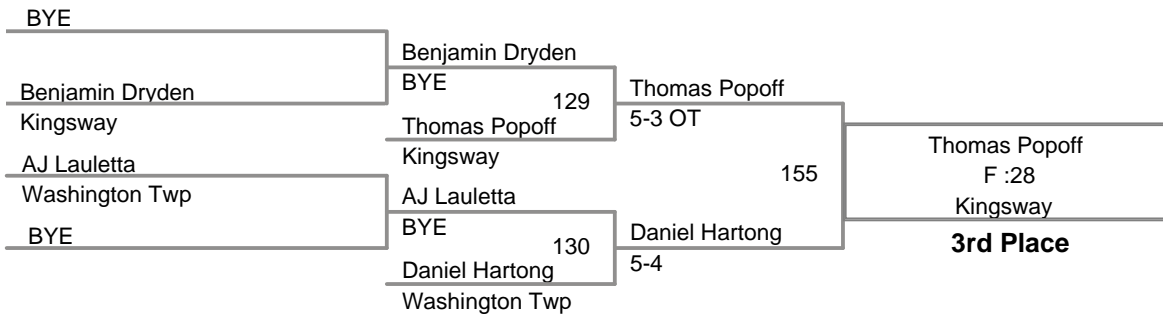 BYE
Benjamin Dryden
Kingsway
AJ Lauletta
Washington Twp
BYE
Benjamin Dryden
BYE
129
Thomas Popoff
Kingsway
AJ Lauletta
BYE
130
Daniel Hartong
Washington Twp
Thomas Popoff
5-3 OT
155
Daniel Hartong
5-4
Thomas Popoff
F :28
Kingsway
3rd Place